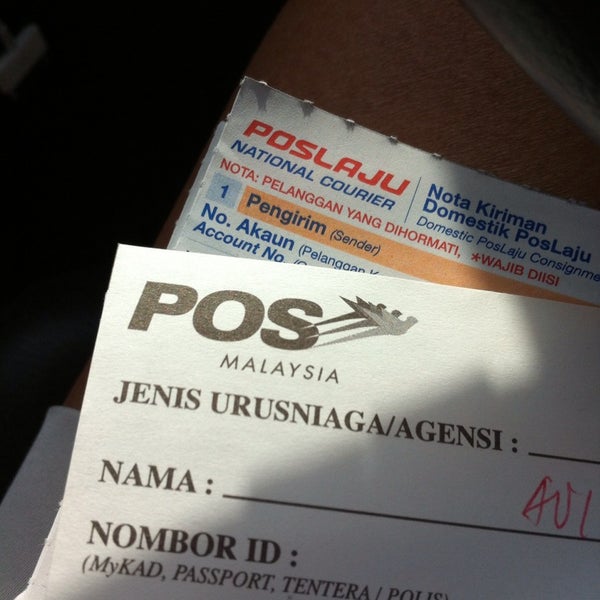 POSLAJU
NATIONAL COURIER
Nota Kiriman
Domestik PosLaju
Domestic PosLaju Consignme
NOTA: PELANGGAN YANG DIHORMATI, *WAJIB DIISI
1 Pengirim (Sender)
No. Akaun (Pelanggan K
Account No.
POS
MALAYSIA
JENIS URUSNIAGA/AGENSI :
NAMA :
NOMBOR ID :
(MyKAD, PASSPORT, TENTERA / POLIS)